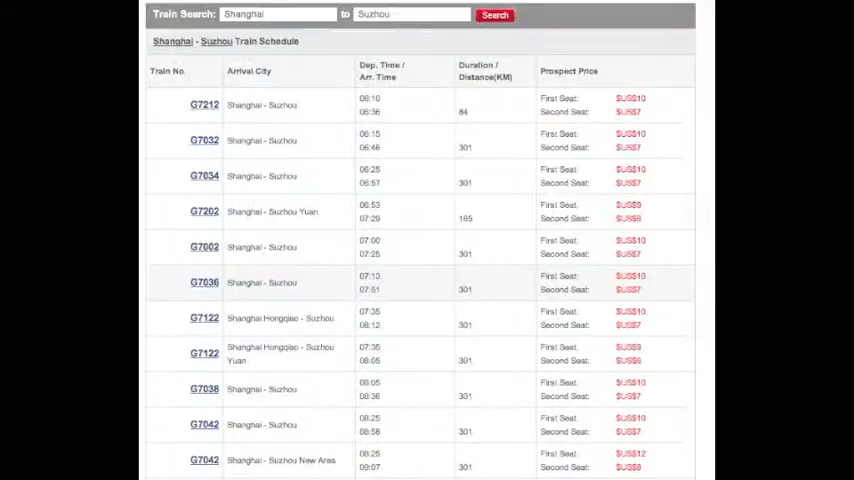 Train Search: Shanghai to Suzhou Search
Shanghai - Suzhou Train Schedule
Train No Arrival City Dep. Time / Arr. Time Duration / Distance(KM) Prospect Price
G7212 Shanghai - Suzhou 06:10 First Seat: $US$10
06:36 84 Second Seat: $US$7
G7032 Shanghai - Suzhou 06:15 First Seat: $US$10
06:46 301 Second Seat: $US$7
G7034 Shanghai - Suzhou 06:25 First Seat: $US$10
06:57 301 Second Seat: $US$7
G7202 Shanghai - Suzhou Yuan 06:53 First Seat: $US$9
07:29 165 Second Seat: $US$6
G7002 Shanghai - Suzhou 07:00 First Seat: $US$10
07:25 301 Second Seat: $US$7
G7036 Shanghai - Suzhou 07:13 First Seat: $US$10
07:51 301 Second Seat: $US$7
G7122 Shanghai Hongqiao - Suzhou 07:35 First Seat: $US$10
08:12 301 Second Seat: $US$7
G7122 Shanghai Hongqiao - Suzhou 07:35 First Seat: $US$9
Yuan 08:05 301 Second Seat: $US$6
G7038 Shanghai - Suzhou 08:05 First Seat: $US$10
08:36 301 Second Seat: $US$7
G7042 Shanghai - Suzhou 08:25 First Seat: $US$10
08:58 301 Second Seat: $US$7
G7042 Shanghai - Suzhou New Area 08:25 First Seat: $US$12
09:07 301 Second Seat: $US$8